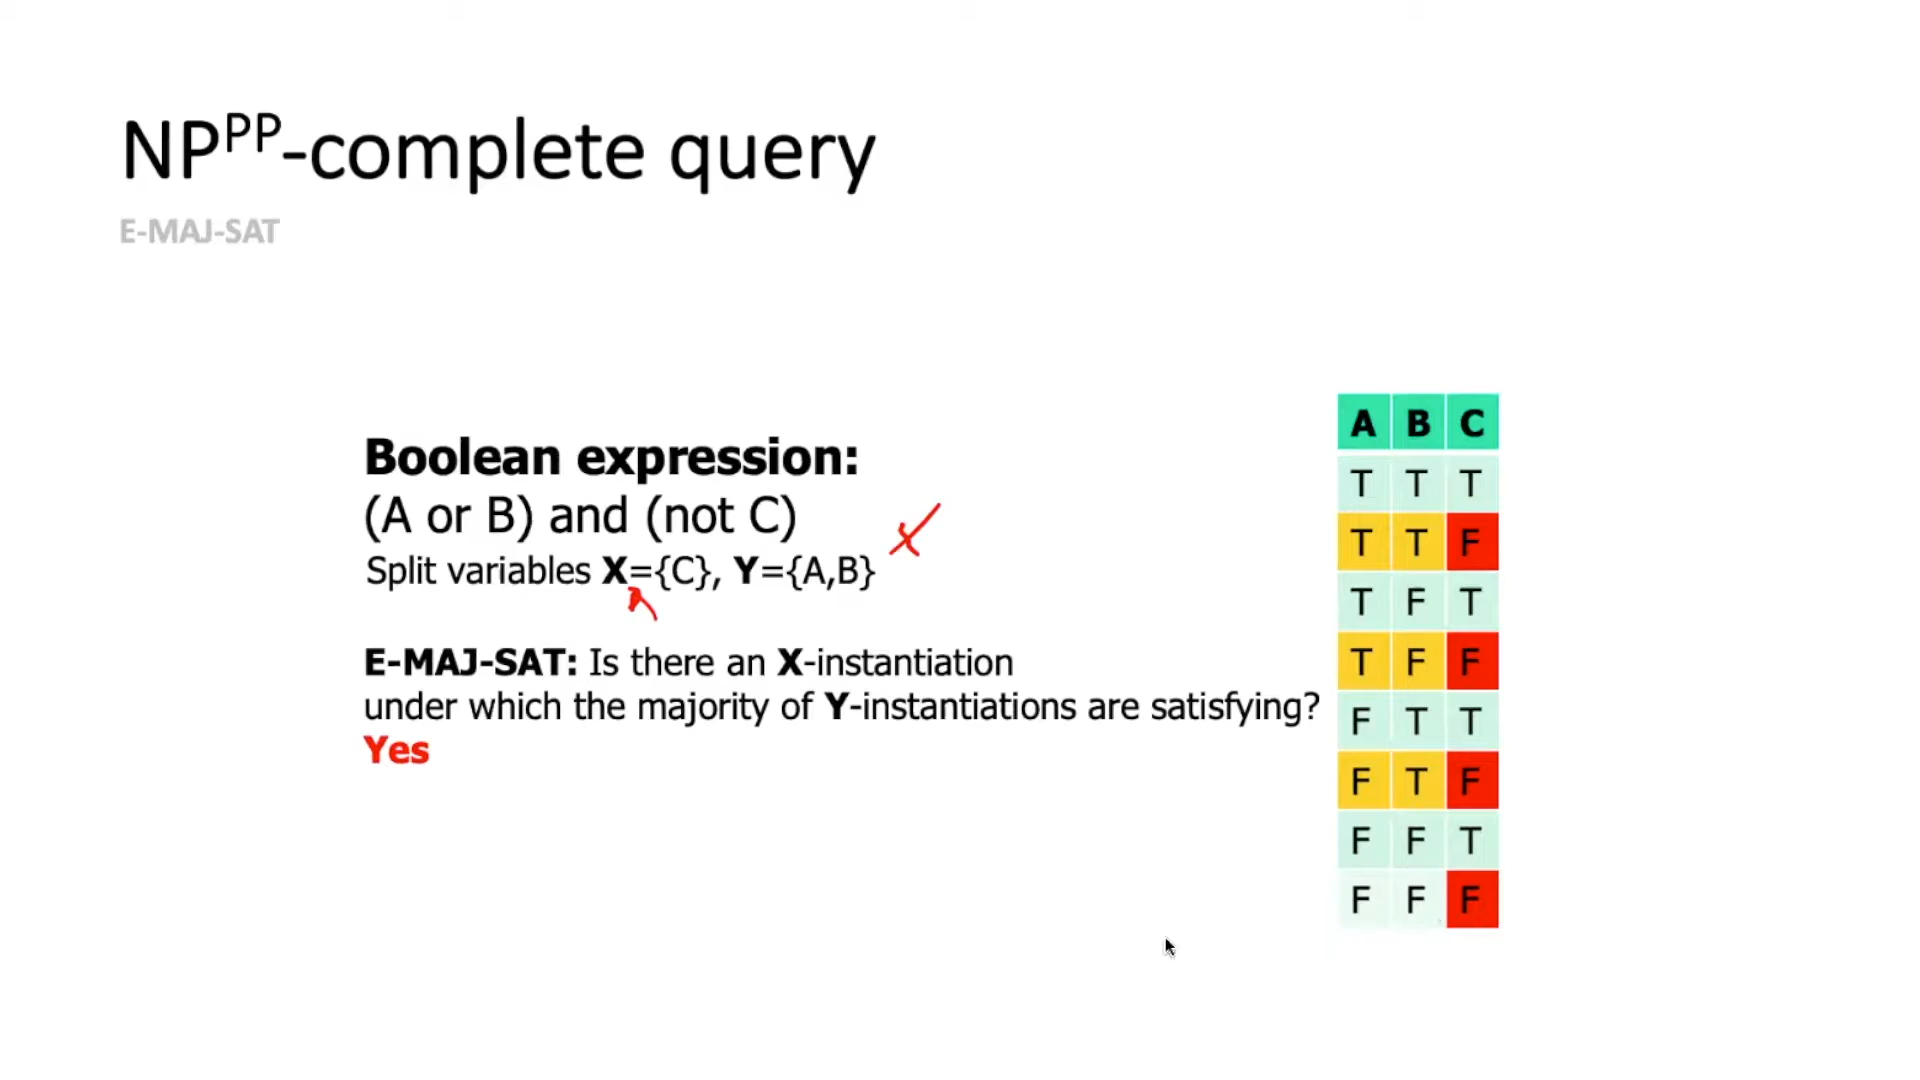 NPᴾᴾ-complete query
E-MAJ-SAT
Boolean expression:
(A or B) and (not C)
Split variables X={C}, Y={A,B}
E-MAJ-SAT: Is there an X-instantiation
under which the majority of Y-instantiations are satisfying?
Yes
A B C
T T T
T T F
T F T
T F F
F T T
F T F
F F T
F F F